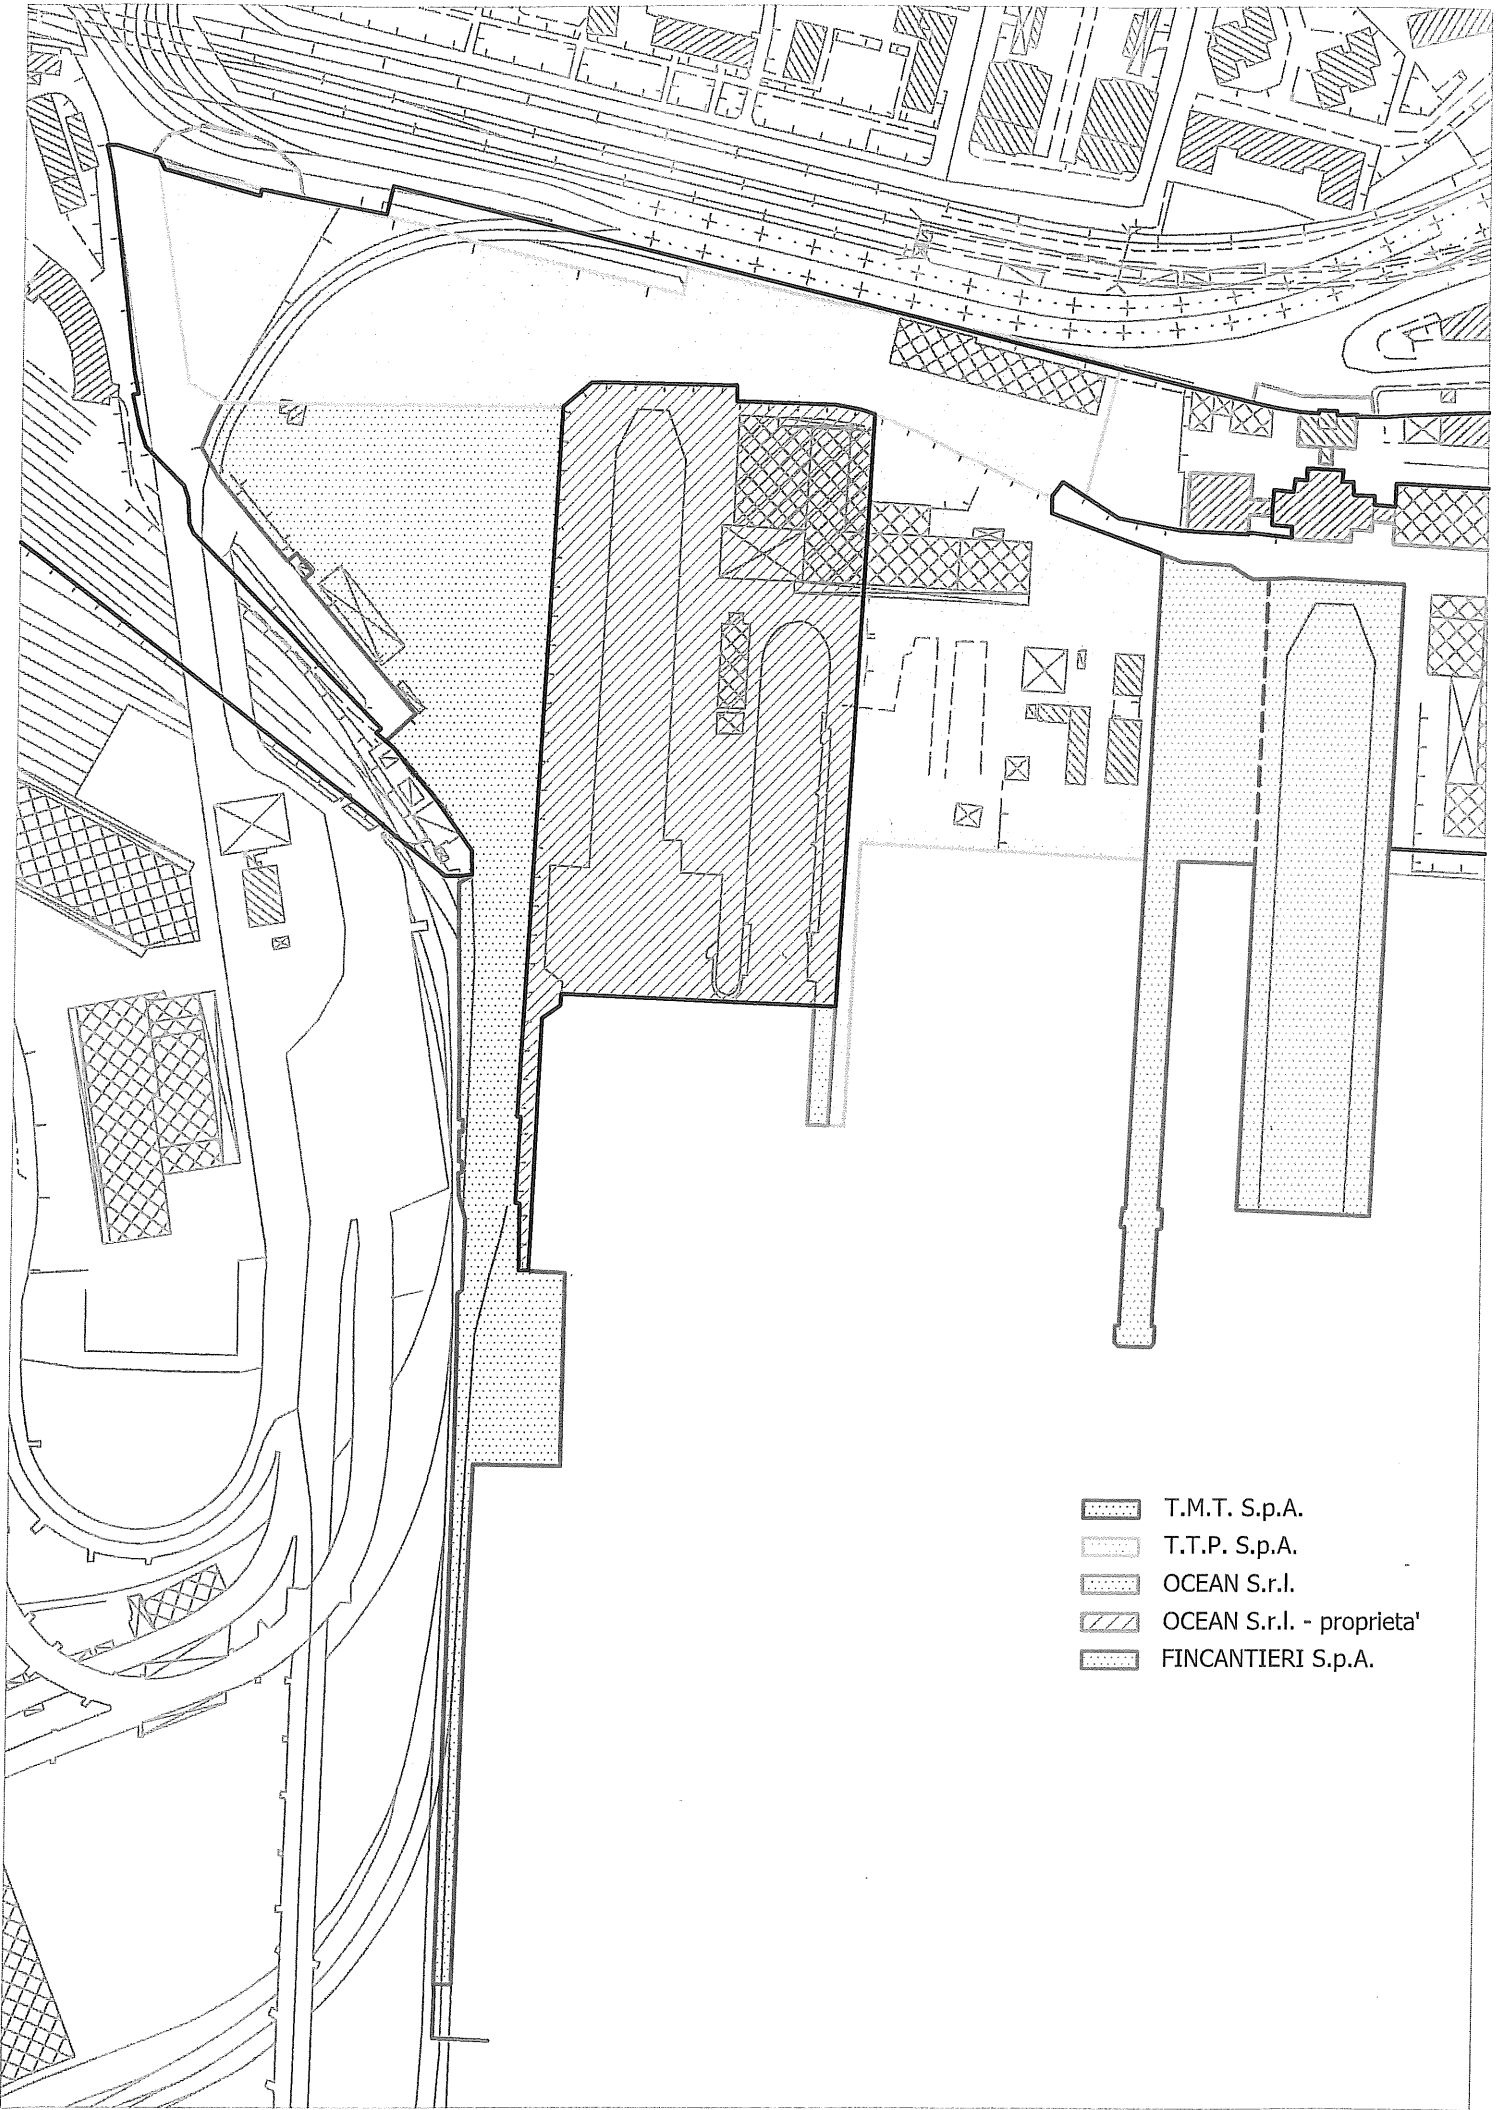 T.M.T. S.p.A.
T.T.P. S.p.A.
OCEAN S.r.l.
OCEAN S.r.l. - proprieta'
FINCANTIERI S.p.A.